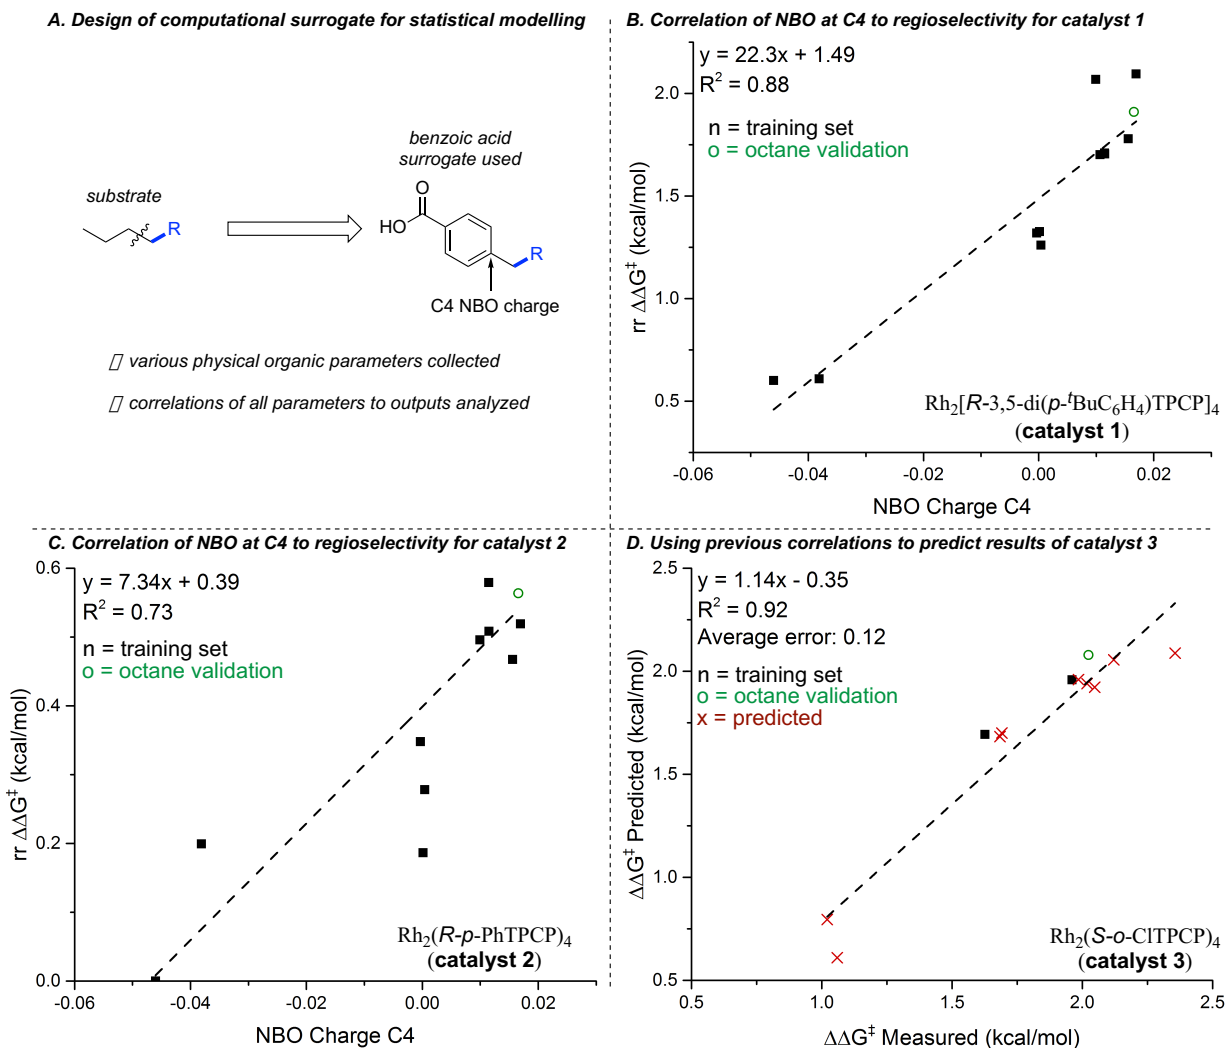 A. Design of computational surrogate for statistical modelling
substrate
R
benzoic acid
surrogate used
O
HO
R
C4 NBO charge
▯ various physical organic parameters collected
▯ correlations of all parameters to outputs analyzed
B. Correlation of NBO at C4 to regioselectivity for catalyst 1
y = 22.3x + 1.49
R² = 0.88
n = training set
o = octane validation
rr ΔΔG‡ (kcal/mol)
2.0
1.5
1.0
0.5
-0.06 -0.04 -0.02 0.00 0.02
NBO Charge C4
Rh₂[R-3,5-di(p-ᵗBuC₆H₄)TPCP]₄
(catalyst 1)
C. Correlation of NBO at C4 to regioselectivity for catalyst 2
y = 7.34x + 0.39
R² = 0.73
n = training set
o = octane validation
rr ΔΔG‡ (kcal/mol)
0.6
0.4
0.2
0.0
-0.06 -0.04 -0.02 0.00 0.02
NBO Charge C4
Rh₂(R-p-PhTPCP)₄
(catalyst 2)
D. Using previous correlations to predict results of catalyst 3
y = 1.14x - 0.35
R² = 0.92
Average error: 0.12
n = training set
o = octane validation
x = predicted
ΔΔG‡ Predicted (kcal/mol)
2.5
2.0
1.5
1.0
0.5
0.5 1.0 1.5 2.0 2.5
ΔΔG‡ Measured (kcal/mol)
Rh₂(S-o-ClTPCP)₄
(catalyst 3)